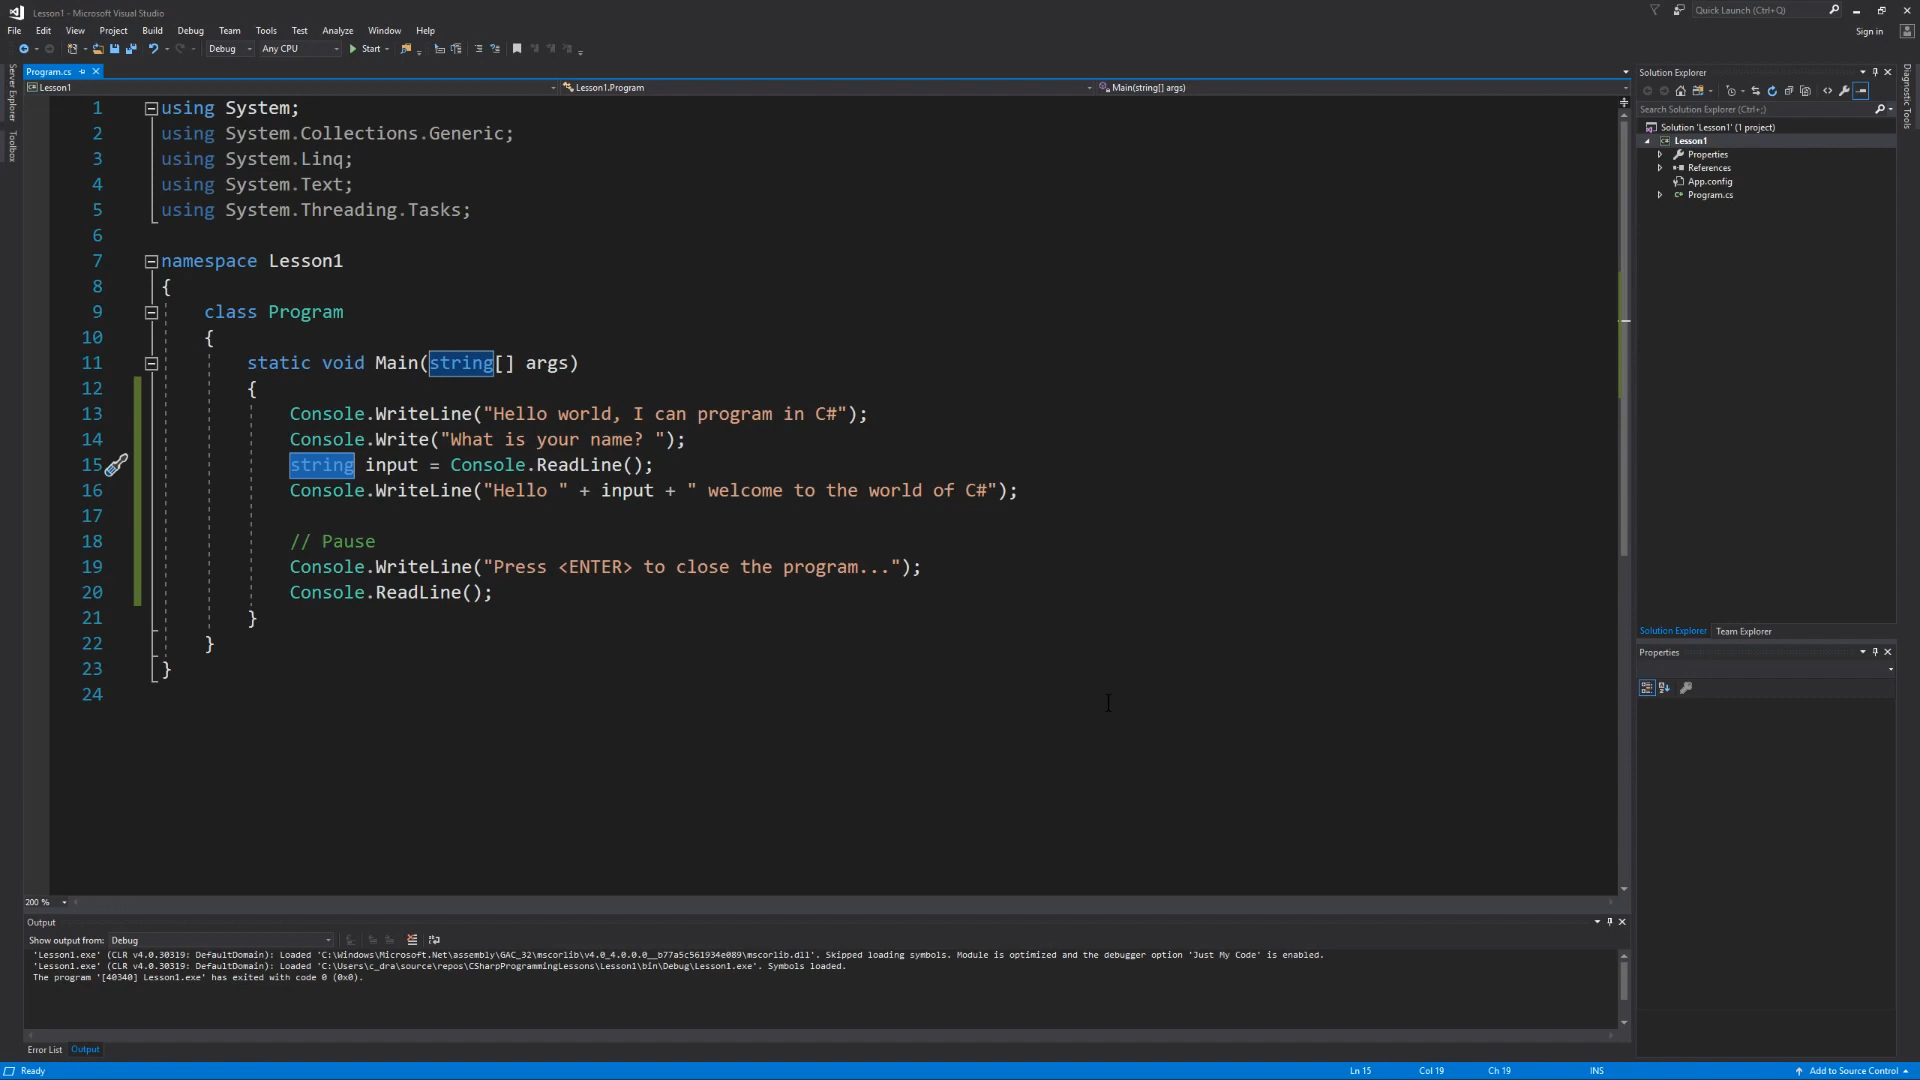 Lesson1 - Microsoft Visual Studio
Quick Launch (Ctrl+Q)
File Edit View Project Build Debug Team Tools Test Analyze Window Help
Sign in
Debug Any CPU Start
Server Explorer
Toolbox
Program.cs
Lesson1 Lesson1.Program Main(string[] args)
1 using System;
2 using System.Collections.Generic;
3 using System.Linq;
4 using System.Text;
5 using System.Threading.Tasks;
6
7 namespace Lesson1
8 {
9 class Program
10 {
11 static void Main(string[] args)
12 {
13 Console.WriteLine("Hello world, I can program in C#");
14 Console.Write("What is your name? ");
15 string input = Console.ReadLine();
16 Console.WriteLine("Hello " + input + " welcome to the world of C#");
17
18 // Pause
19 Console.WriteLine("Press <ENTER> to close the program...");
20 Console.ReadLine();
21 }
22 }
23 }
24
200 %
Output
Show output from: Debug
'Lesson1.exe' (CLR v4.0.30319: DefaultDomain): Loaded 'C:\Windows\Microsoft.Net\assembly\GAC_32\mscorlib\v4.0_4.0.0.0__b77a5c561934e089\mscorlib.dll'. Skipped loading symbols. Module is optimized and the debugger option 'Just My Code' is enabled.
'Lesson1.exe' (CLR v4.0.30319: DefaultDomain): Loaded 'C:\Users\c_dra\source\repos\CSharpProgrammingLessons\Lesson1\bin\Debug\Lesson1.exe'. Symbols loaded.
The program '[40340] Lesson1.exe' has exited with code 0 (0x0).
Error List Output
Solution Explorer
Search Solution Explorer (Ctrl+;)
Solution 'Lesson1' (1 project)
Lesson1
Properties
References
App.config
Program.cs
Solution Explorer Team Explorer
Properties
Diagnostic Tools
Ready Ln 15 Col 19 Ch 19 INS Add to Source Control